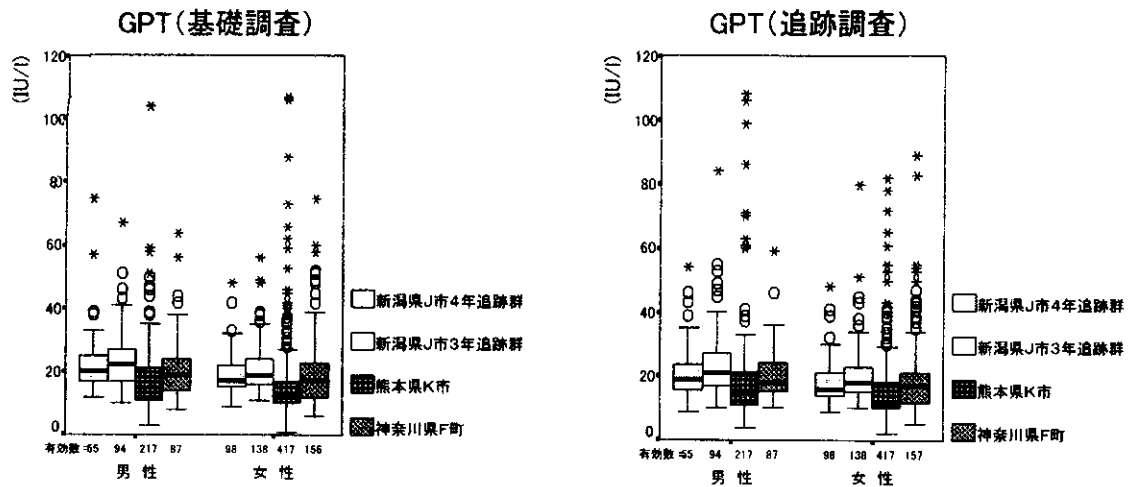 GPT(基礎調査)
(IU/l)
120
100
80
60
40
20
0
有効数 =65 94 217 87 98 138 417 156
男 性 女 性
新潟県J市4年追跡群
新潟県J市3年追跡群
熊本県K市
神奈川県F町
GPT(追跡調査)
(IU/l)
120
100
80
60
40
20
0
有効数 =65 94 217 87 98 138 417 157
男 性 女 性
新潟県J市4年追跡群
新潟県J市3年追跡群
熊本県K市
神奈川県F町